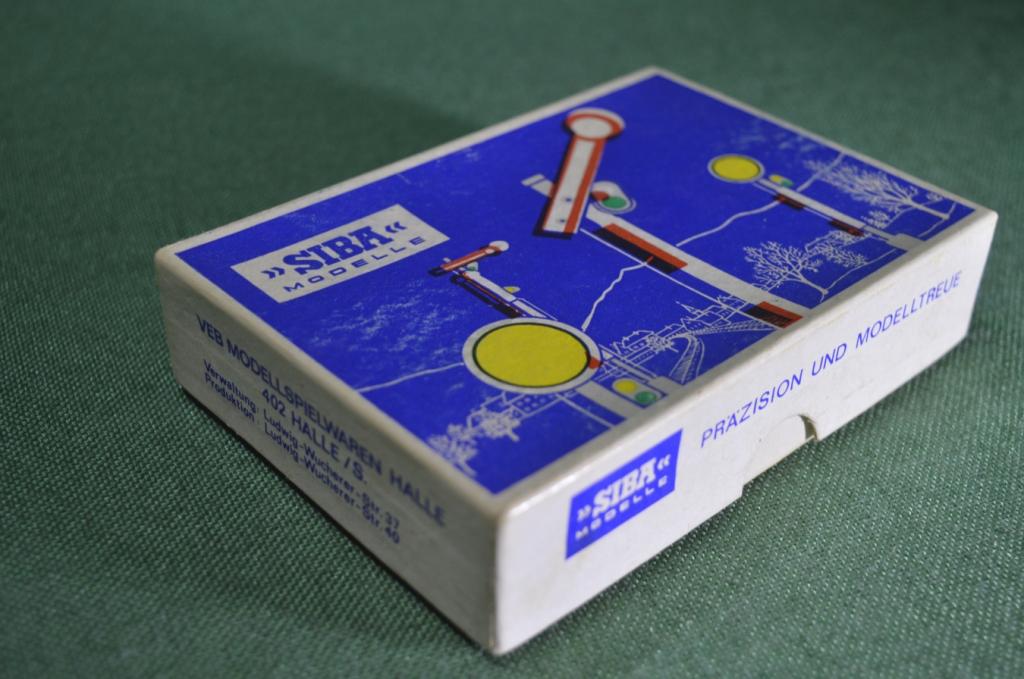 »SIBA«
MODELLE
VEB MODELLSPIELWAREN HALLE
402 HALLE/S.
Verwaltung: Ludwig-Wucherer-Str. 37
Produktion: Ludwig-Wucherer-Str. 40
»SIBA«
MODELLE
PRÄZISION UND MODELLTREUE